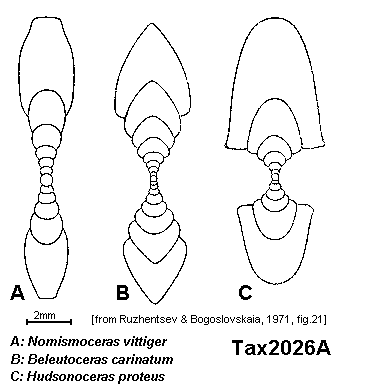 A
B
C
2mm
[from Ruzhentsev & Bogoslovskaia, 1971, fig.21]
A: Nomismoceras vittiger
B: Beleutoceras carinatum
C: Hudsonoceras proteus
Tax2026A